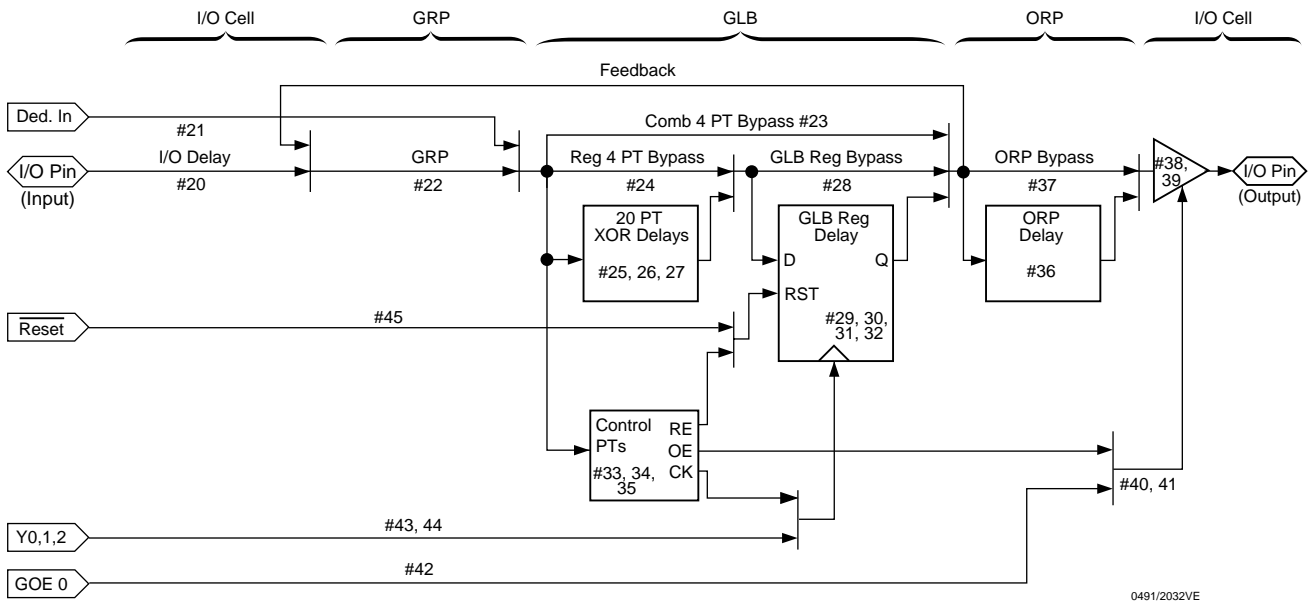 I/O Cell
GRP
GLB
ORP
I/O Cell
Feedback
Ded. In
#21
Comb 4 PT Bypass #23
I/O Pin
(Input)
I/O Delay
#20
GRP
#22
Reg 4 PT Bypass
#24
GLB Reg Bypass
#28
ORP Bypass
#37
#38,
39
I/O Pin
(Output)
20 PT
XOR Delays
#25, 26, 27
GLB Reg
Delay
D
Q
RST
#29, 30,
31, 32
ORP
Delay
#36
Reset
#45
Control
PTs
RE
OE
CK
#33, 34,
35
#40, 41
Y0,1,2
#43, 44
GOE 0
#42
0491/2032VE